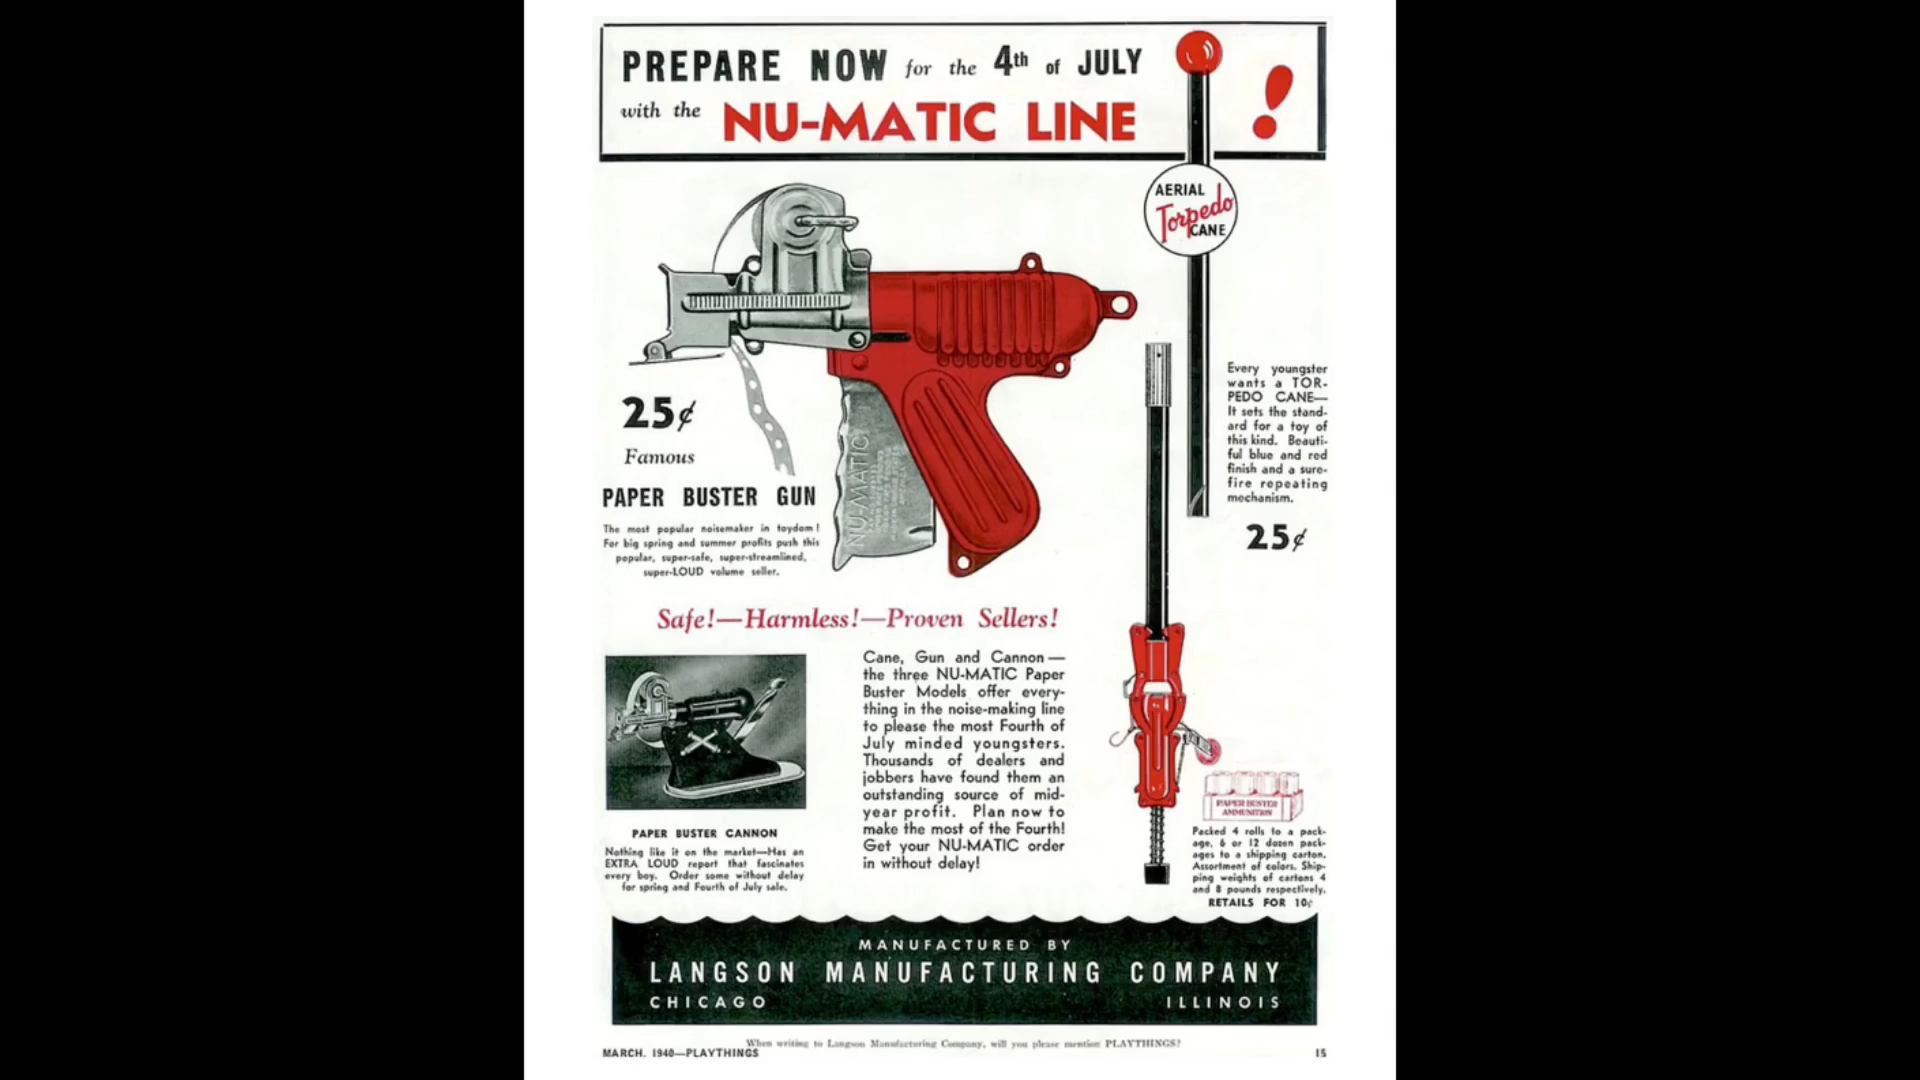 PREPARE NOW for the 4th of JULY
with the NU-MATIC LINE !
AERIAL
Torpedo
CANE
25¢
Famous
PAPER BUSTER GUN
The most popular noisemaker in toydom!
For big spring and summer profits push this
popular, super-safe, super-streamlined,
super-LOUD volume seller.
NU-MATIC
Every youngster
wants a TOR-
PEDO CANE—
It sets the stand-
ard for a toy of
this kind. Beauti-
ful blue and red
finish and a sure-
fire repeating
mechanism.
25¢
Safe!—Harmless!—Proven Sellers!
PAPER BUSTER CANNON
Nothing like it on the market—Has an
EXTRA LOUD report that fascinates
every boy. Order some without delay
for spring and Fourth of July sale.
Cane, Gun and Cannon—
the three NU-MATIC Paper
Buster Models offer every-
thing in the noise-making line
to please the most Fourth of
July minded youngsters.
Thousands of dealers and
jobbers have found them an
outstanding source of mid-
year profit. Plan now to
make the most of the Fourth!
Get your NU-MATIC order
in without delay!
PAPER BUSTER
AMMUNITION
Packed 4 rolls to a pack-
age, 6 or 12 dozen pack-
ages to a shipping carton.
Assortment of colors. Ship-
ping weights of cartons 4
and 8 pounds respectively.
RETAILS FOR 10¢
MANUFACTURED BY
LANGSON MANUFACTURING COMPANY
CHICAGO ILLINOIS
When writing to Langson Manufacturing Company, will you please mention PLAYTHINGS?
MARCH, 1940—PLAYTHINGS 15